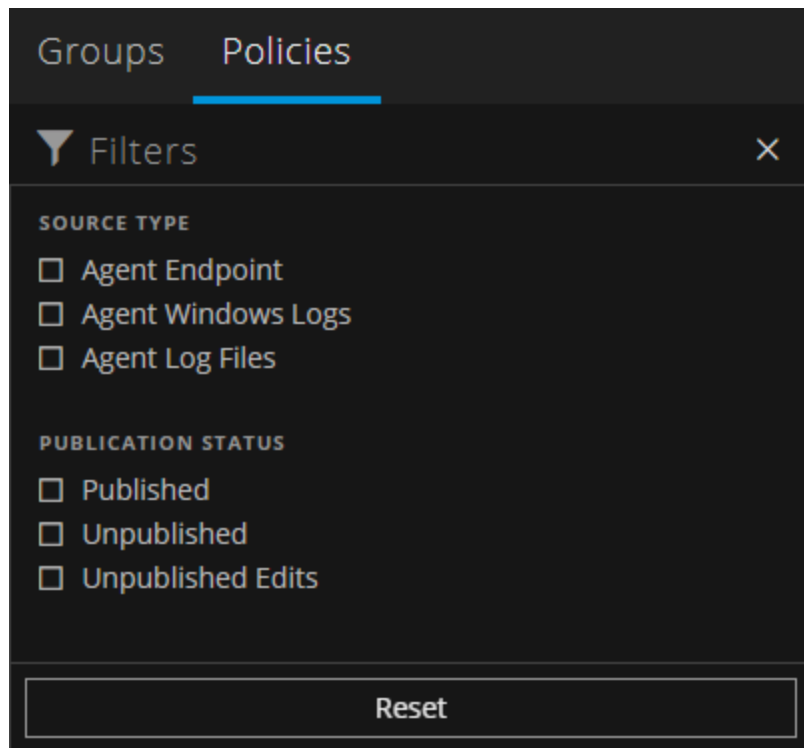 Groups Policies
Filters
SOURCE TYPE
Agent Endpoint
Agent Windows Logs
Agent Log Files
PUBLICATION STATUS
Published
Unpublished
Unpublished Edits
Reset